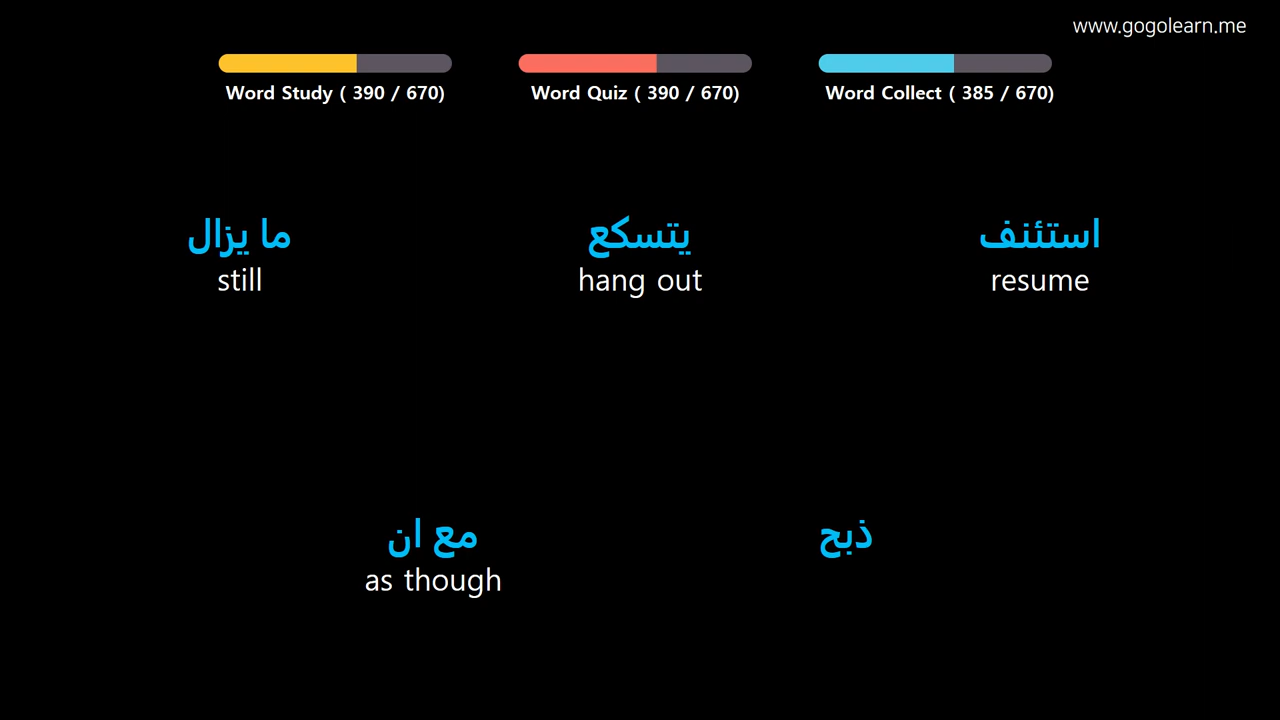 www.gogolearn.me
Word Study ( 390 / 670)
Word Quiz ( 390 / 670)
Word Collect ( 385 / 670)
ما يزال
still
يتسكع
hang out
استئنف
resume
مع ان
as though
ذبح